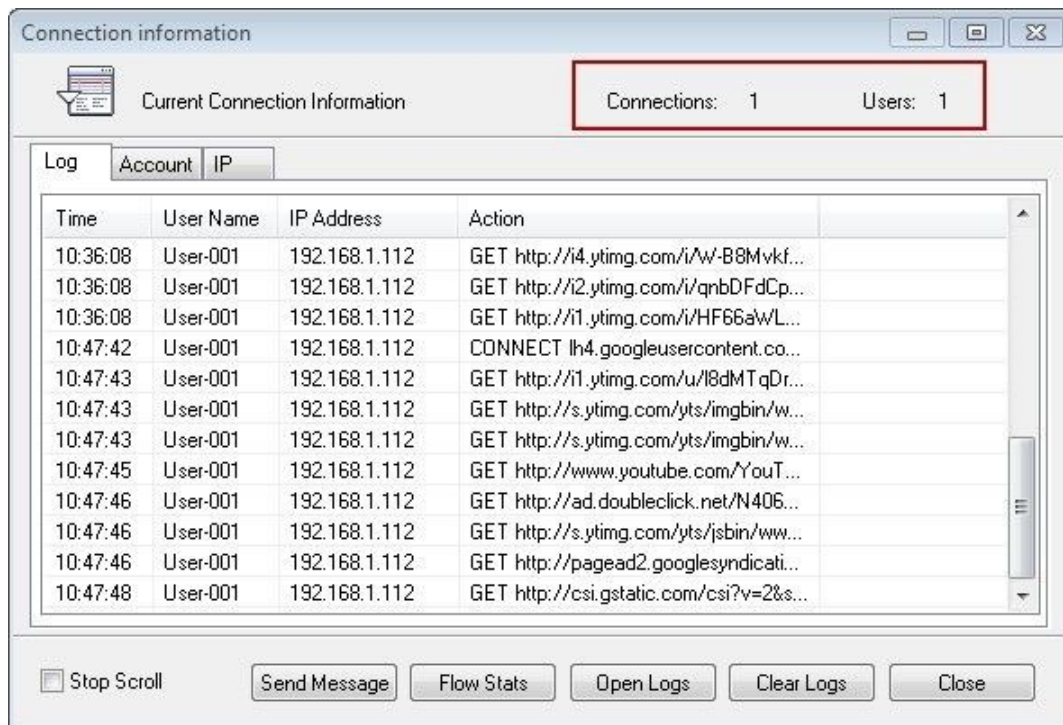 Connection information
Current Connection Information Connections: 1 Users: 1
Log Account IP
Time User Name IP Address Action
10:36:08 User-001 192.168.1.112 GET http://i4.ytimg.com/i/W-B8Mvkf...
10:36:08 User-001 192.168.1.112 GET http://i2.ytimg.com/i/qnbDFdCp...
10:36:08 User-001 192.168.1.112 GET http://i1.ytimg.com/i/HF66aWL...
10:47:42 User-001 192.168.1.112 CONNECT lh4.googleusercontent.co...
10:47:43 User-001 192.168.1.112 GET http://i1.ytimg.com/u/l8dMTqDr...
10:47:43 User-001 192.168.1.112 GET http://s.ytimg.com/yts/imgbin/w...
10:47:43 User-001 192.168.1.112 GET http://s.ytimg.com/yts/imgbin/w...
10:47:45 User-001 192.168.1.112 GET http://www.youtube.com/YouT...
10:47:46 User-001 192.168.1.112 GET http://ad.doubleclick.net/N406...
10:47:46 User-001 192.168.1.112 GET http://s.ytimg.com/yts/jsbin/ww...
10:47:46 User-001 192.168.1.112 GET http://pagead2.googlesyndicati...
10:47:48 User-001 192.168.1.112 GET http://csi.gstatic.com/csi?v=2&s...
Stop Scroll Send Message Flow Stats Open Logs Clear Logs Close